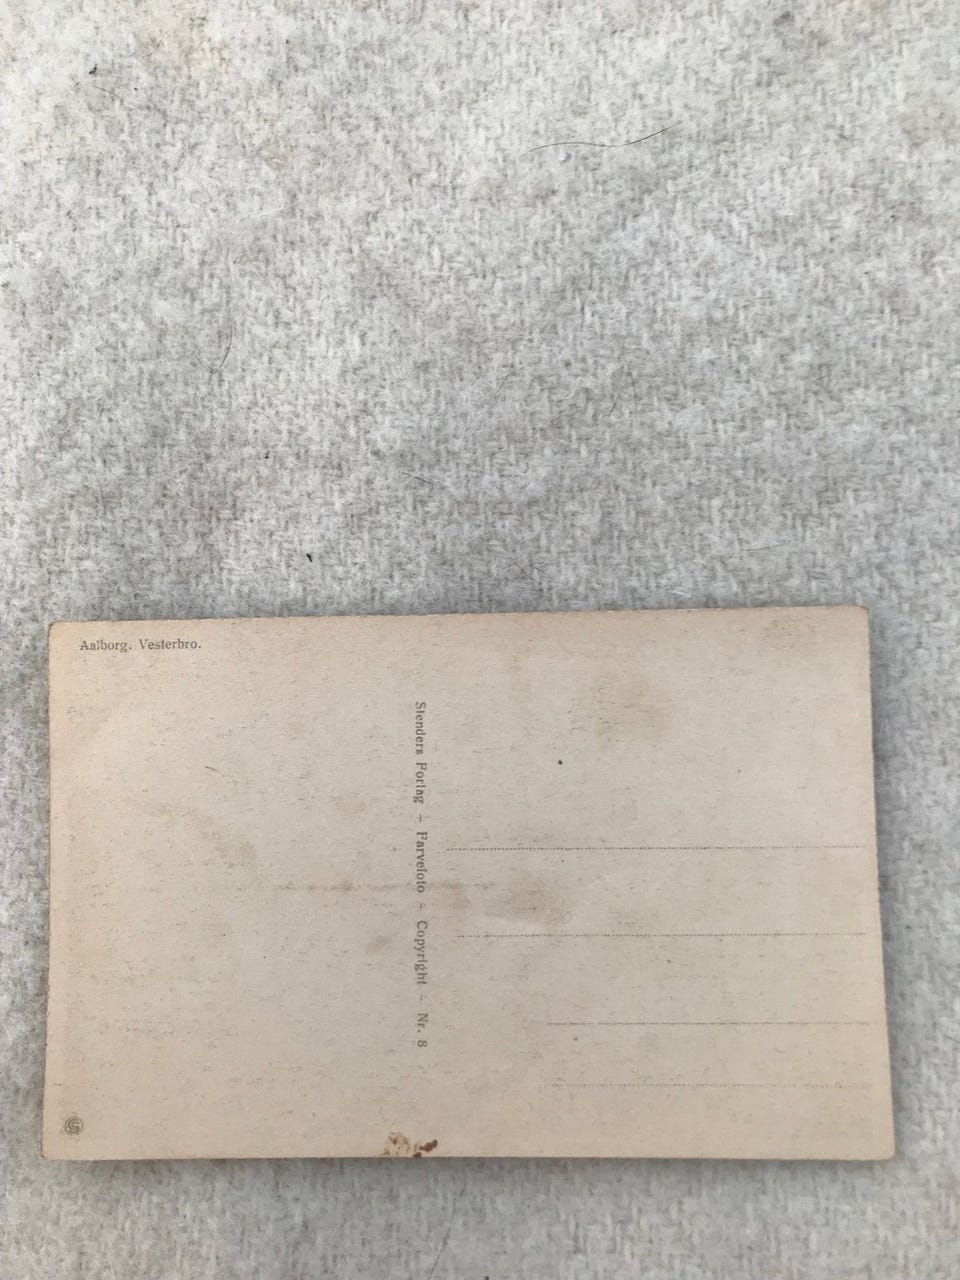 Aalborg. Vesterbro.
Stenders Forlag — Farvefoto — Copyright — Nr. 8